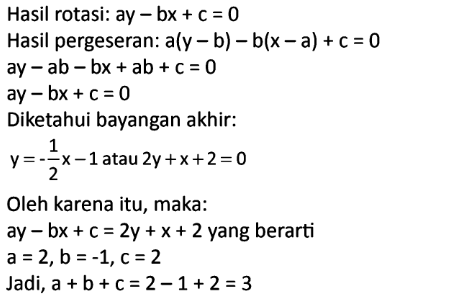 Hasil rotasi: ay – bx + c = 0
Hasil pergeseran: a(y – b) – b(x – a) + c = 0
ay – ab – bx + ab + c = 0
ay – bx + c = 0
Diketahui bayangan akhir:
y = -1/2x – 1 atau 2y + x + 2 = 0
Oleh karena itu, maka:
ay – bx + c = 2y + x + 2 yang berarti
a = 2, b = -1, c = 2
Jadi, a + b + c = 2 – 1 + 2 = 3